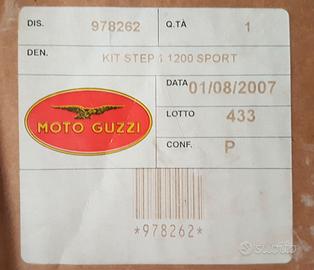 DIS. 978262 Q.TÀ 1
DEN. KIT STEP 1 1200 SPORT
DATA 01/08/2007
MOTO GUZZI
LOTTO 433
CONF. P
*978262*
subito